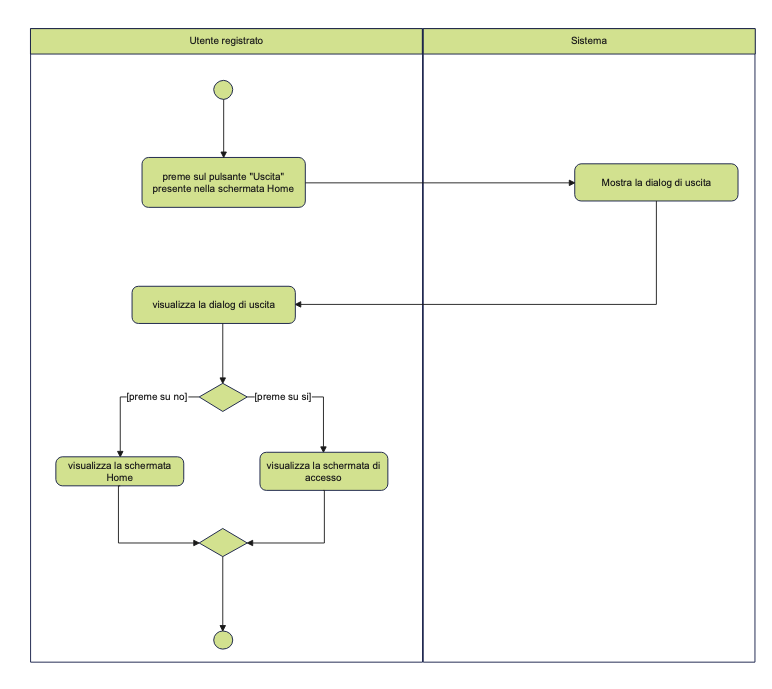 Utente registrato
Sistema
preme sul pulsante "Uscita"
presente nella schermata Home
Mostra la dialog di uscita
visualizza la dialog di uscita
[preme su no]
[preme su si]
visualizza la schermata
Home
visualizza la schermata di
accesso